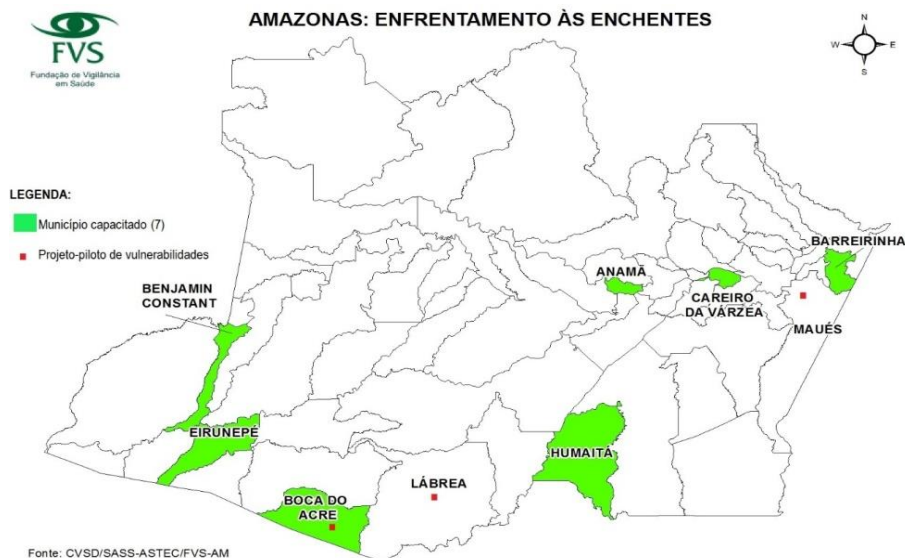 AMAZONAS: ENFRENTAMENTO ÀS ENCHENTES
FVS
Fundação de Vigilância
em Saúde
N
W
E
S
LEGENDA:
Município capacitado (7)
Projeto-piloto de vulnerabilidades
BENJAMIN
CONSTANT
ANAMÃ
CAREIRO
DA VÁRZEA
BARREIRINHA
MAUÉS
EIRUNEPÉ
BOCA DO
ACRE
LÁBREA
HUMAITÁ
Fonte: CVSD/SASS-ASTEC/FVS-AM